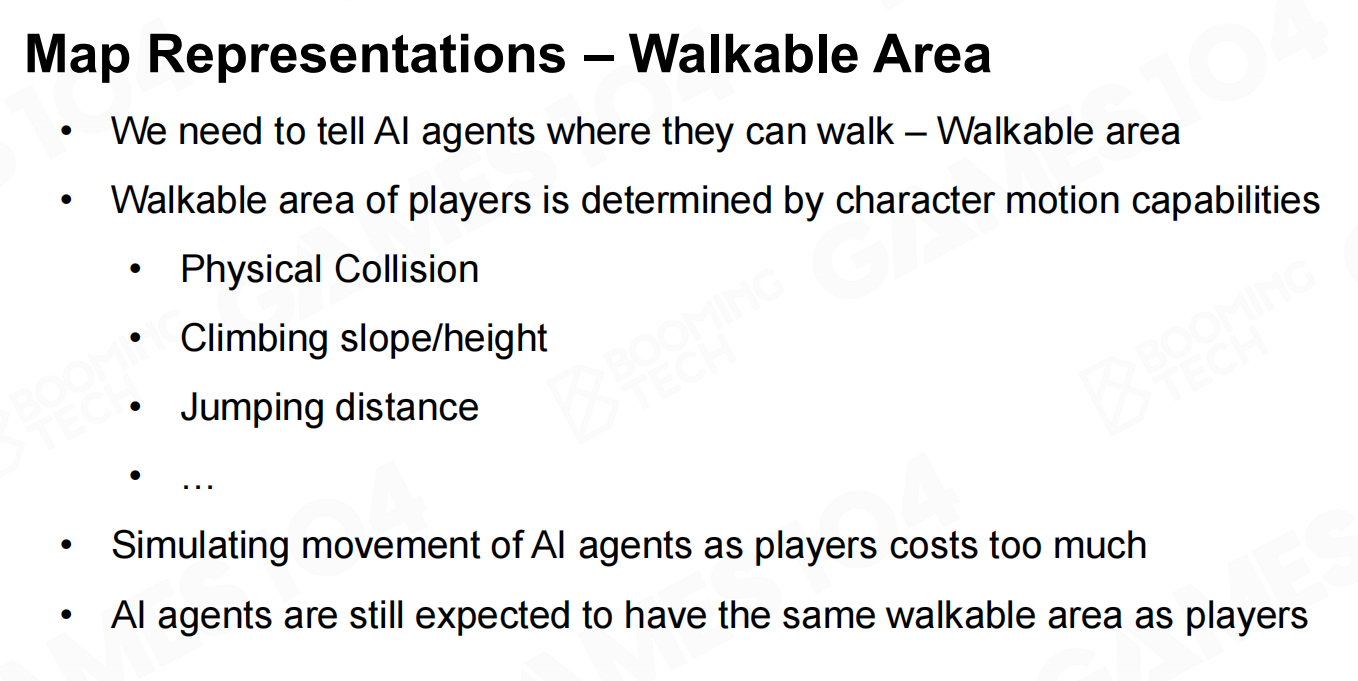 Map Representations – Walkable Area
• We need to tell AI agents where they can walk – Walkable area
• Walkable area of players is determined by character motion capabilities
• Physical Collision
• Climbing slope/height
• Jumping distance
• …
• Simulating movement of AI agents as players costs too much
• AI agents are still expected to have the same walkable area as players
GAMES 104
BOOMING TECH